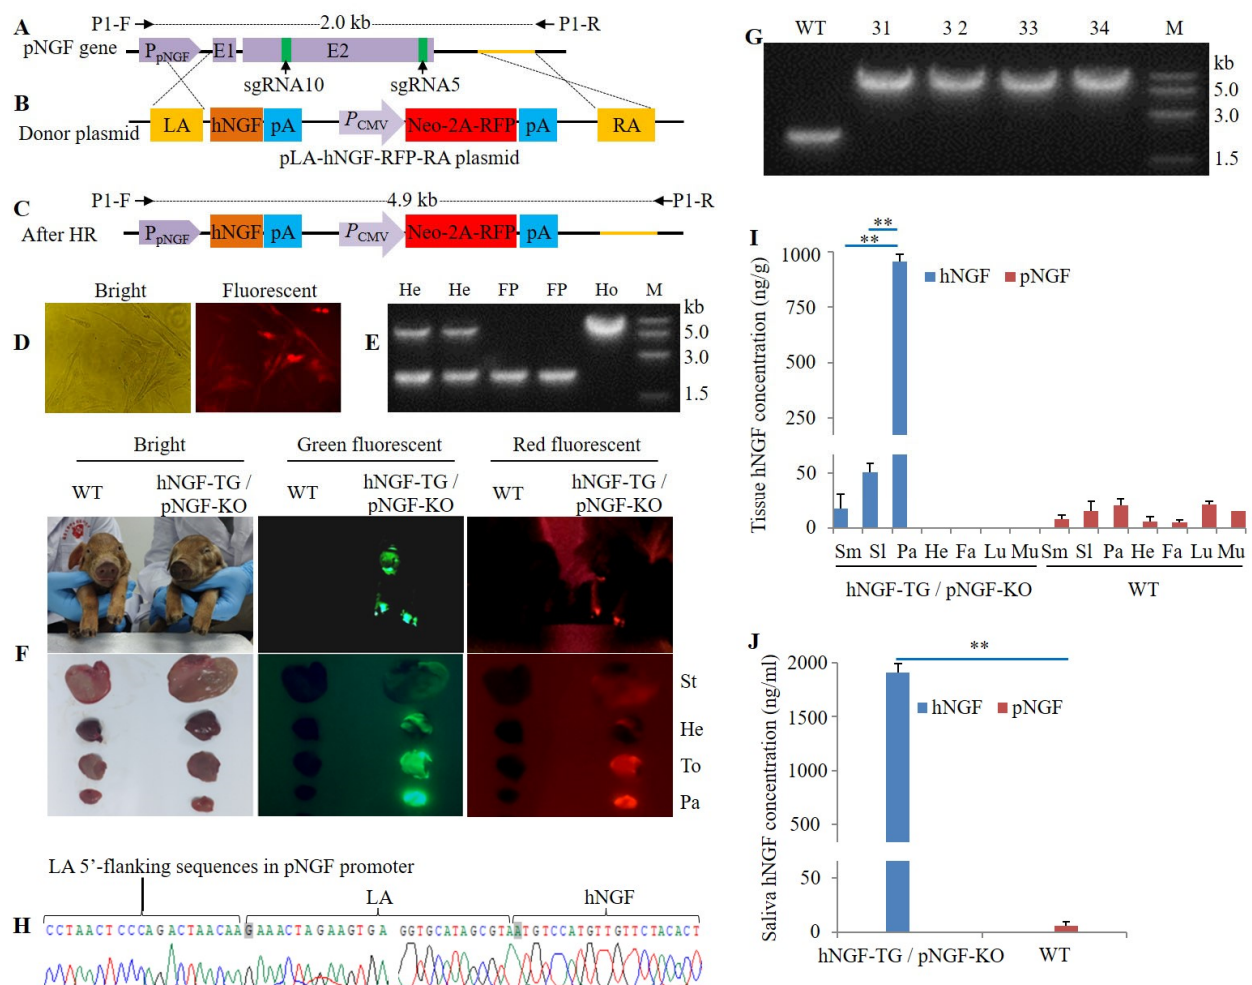 A
P1-F
2.0 kb
P1-R
pNGF gene
PpNGF
E1
E2
sgRNA10
sgRNA5
B
Donor plasmid
LA
hNGF
pA
PCMV
Neo-2A-RFP
pA
RA
pLA-hNGF-RFP-RA plasmid
C
P1-F
4.9 kb
P1-R
After HR
PpNGF
hNGF
pA
PCMV
Neo-2A-RFP
pA
D
Bright
Fluorescent
E
He He FP FP Ho M
kb
5.0
3.0
1.5
F
Bright
Green fluorescent
Red fluorescent
WT
hNGF-TG /
pNGF-KO
WT
hNGF-TG /
pNGF-KO
WT
hNGF-TG /
pNGF-KO
St
He
To
Pa
G
WT 31 3 2 33 34 M
kb
5.0
3.0
1.5
H
LA 5’-flanking sequences in pNGF promoter
LA
hNGF
CCTAACTCCCAGACTAACAAGAAACTAGAAGTGA GGTGCATAGCGTAATGTCCATGTTGTTCTACACT
I
Tissue hNGF concentration (ng/g)
**
**
hNGF
pNGF
1000
750
500
250
50
0
Sm Sl Pa He Fa Lu Mu Sm Sl Pa He Fa Lu Mu
hNGF-TG / pNGF-KO
WT
J
Saliva hNGF concentration (ng/ml)
**
hNGF
pNGF
2000
1500
1000
500
50
0
hNGF-TG / pNGF-KO
WT